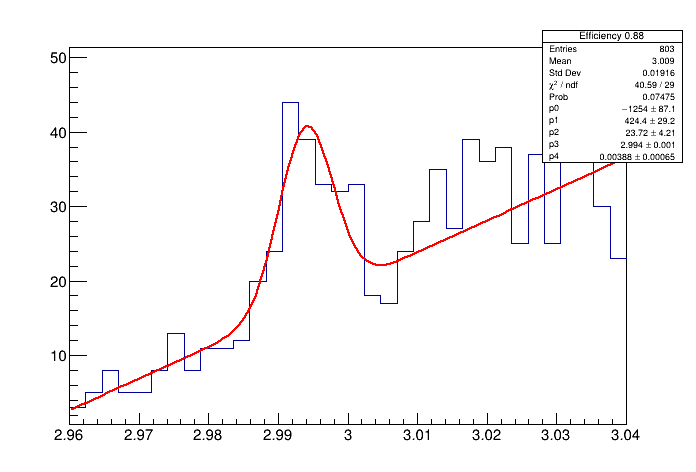 Efficiency 0.88
Entries 803
Mean 3.009
Std Dev 0.01916
χ² / ndf 40.59 / 29
Prob 0.07475
p0 −1254 ± 87.1
p1 424.4 ± 29.2
p2 23.72 ± 4.21
p3 2.994 ± 0.001
p4 0.00388 ± 0.00065
50
40
30
20
10
2.96 2.97 2.98 2.99 3 3.01 3.02 3.03 3.04